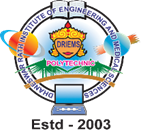 DHANESWAR RATH INSTITUTE OF ENGINEERING AND MEDICAL SCIENCES
DRIEMS
POLYTECHNIC
Estd - 2003